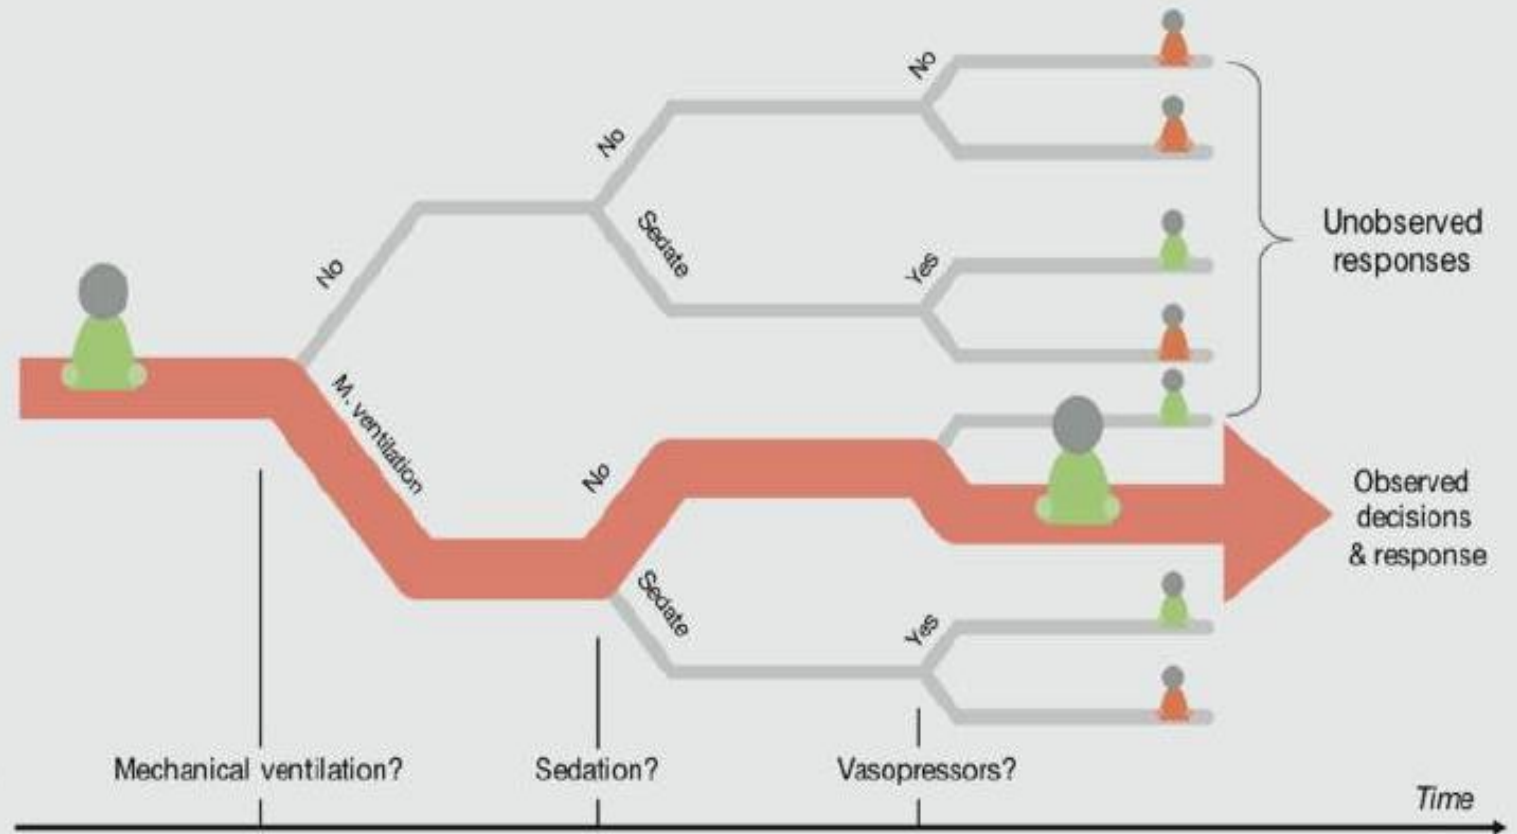 No
No
Unobserved
responses
No
Sedate
Yes
M. ventilation
No
Observed
decisions
& response
Sedate
Yes
Mechanical ventilation?
Sedation?
Vasopressors?
Time